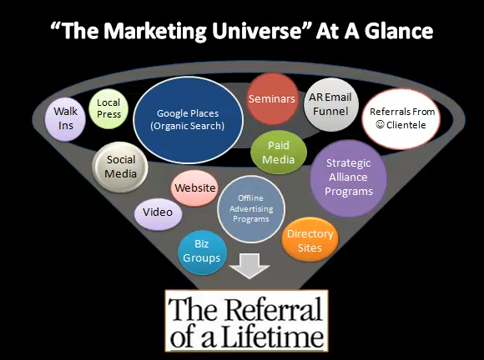 “The Marketing Universe” At A Glance
Walk
Ins
Local
Press
Google Places
(Organic Search)
Seminars
AR Email
Funnel
Referrals From
☺ Clientele
Social
Media
Paid
Media
Strategic
Alliance
Programs
Website
Video
Offline
Advertising
Programs
Directory
Sites
Biz
Groups
The Referral
of a Lifetime